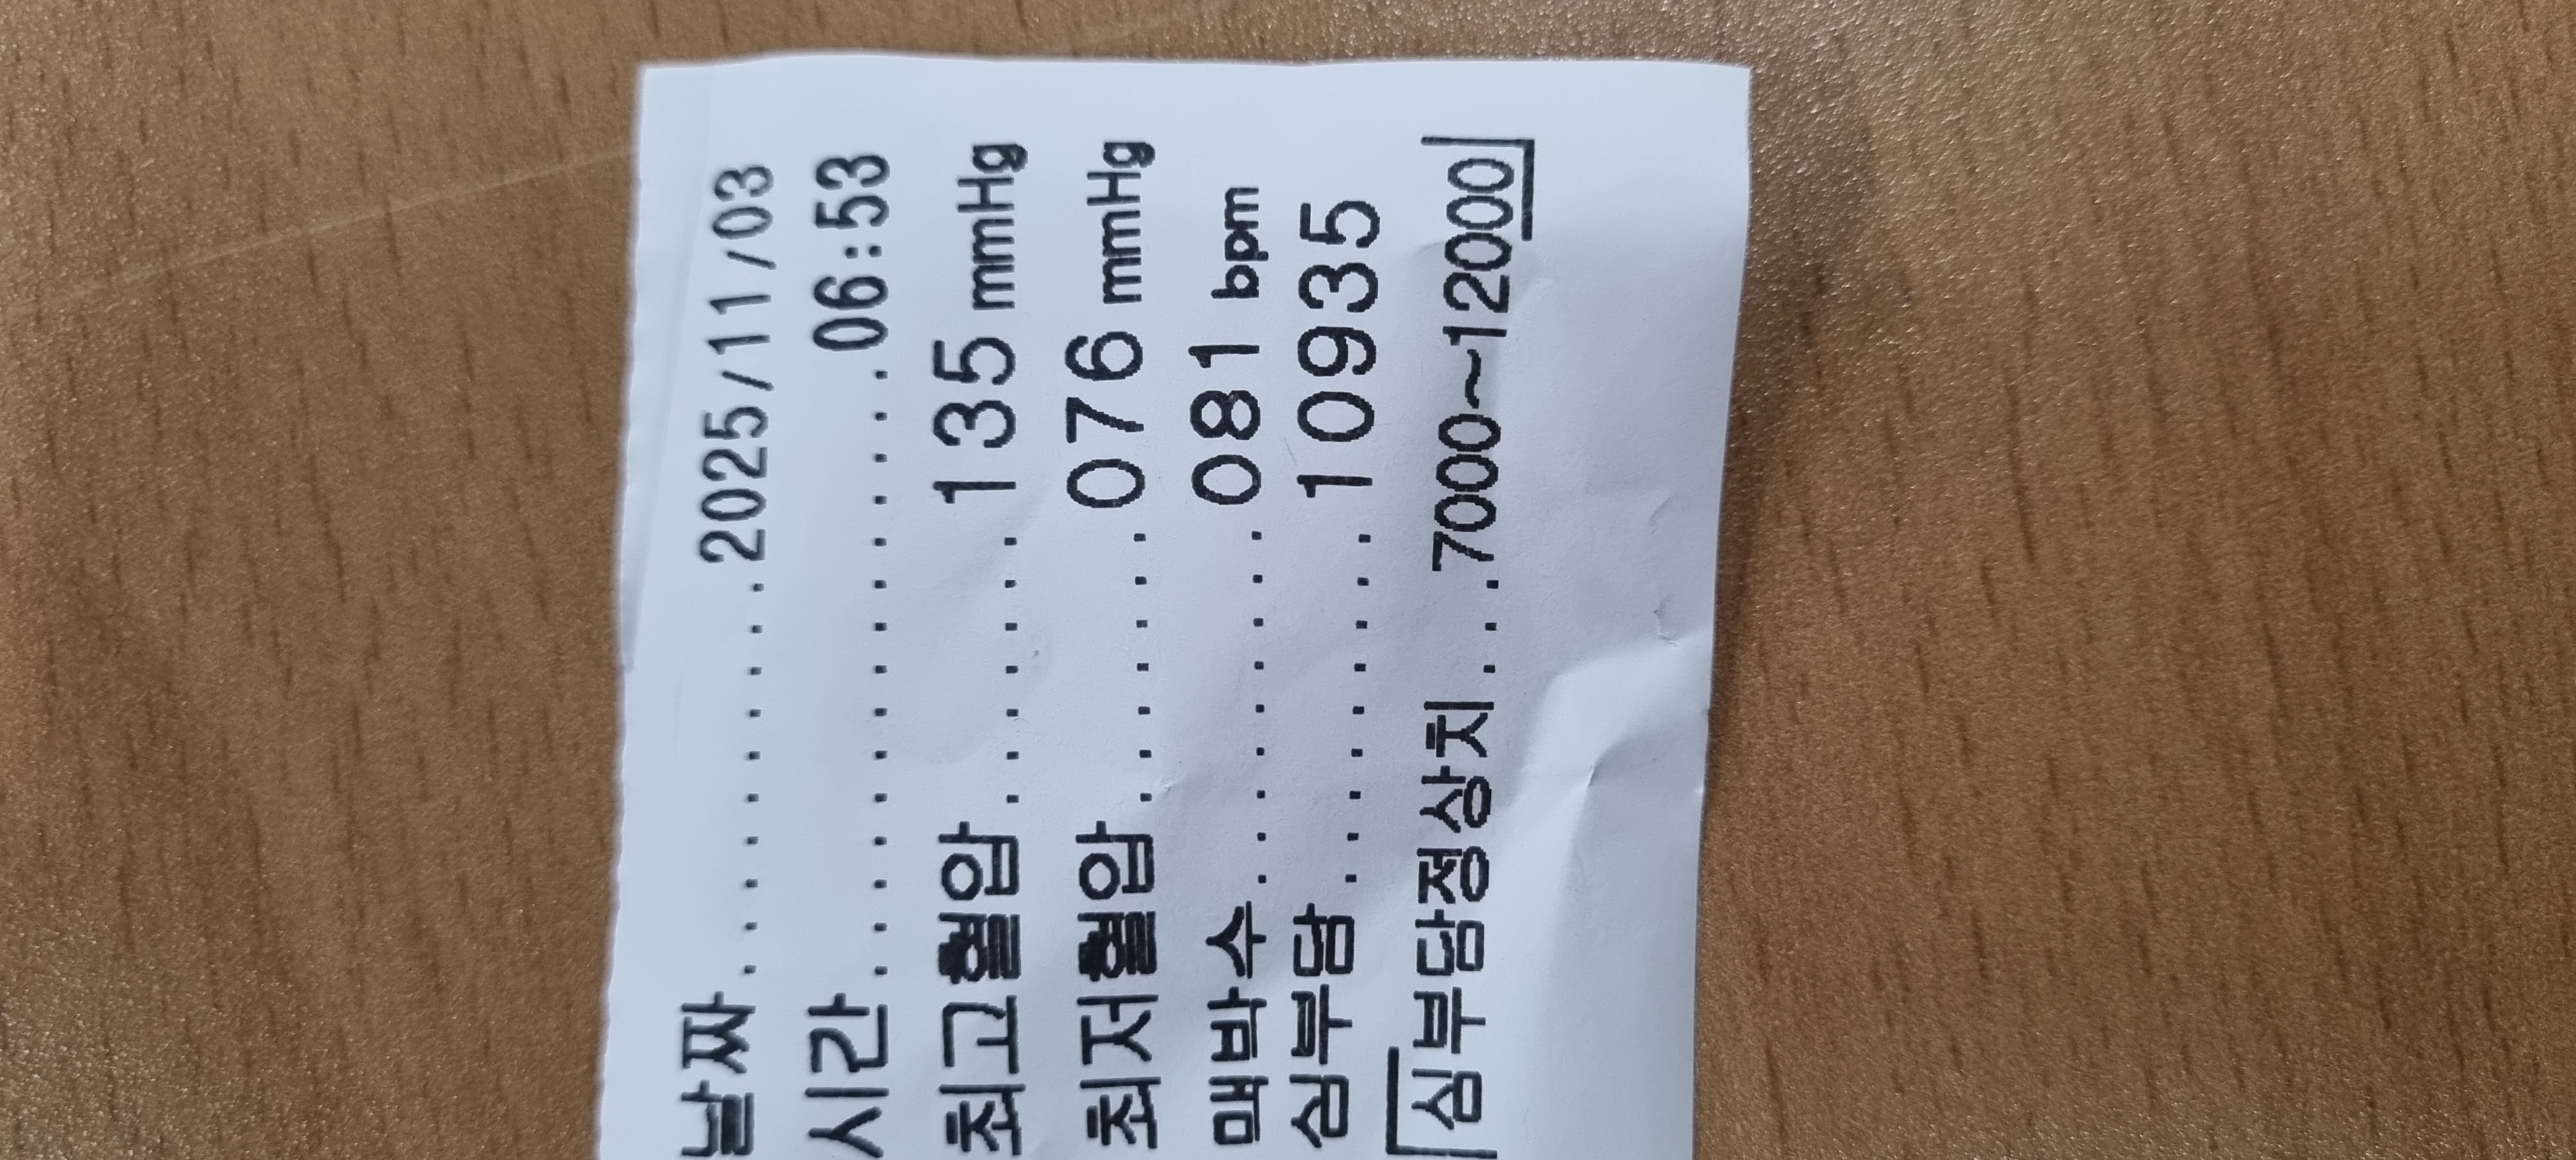 날짜............2025/11/03
시간...............06:53
최고혈압.......135 mmHg
최저혈압.......076 mmHg
맥박수.........081 bpm
심부담.........10935
심부담정상치...7000~12000